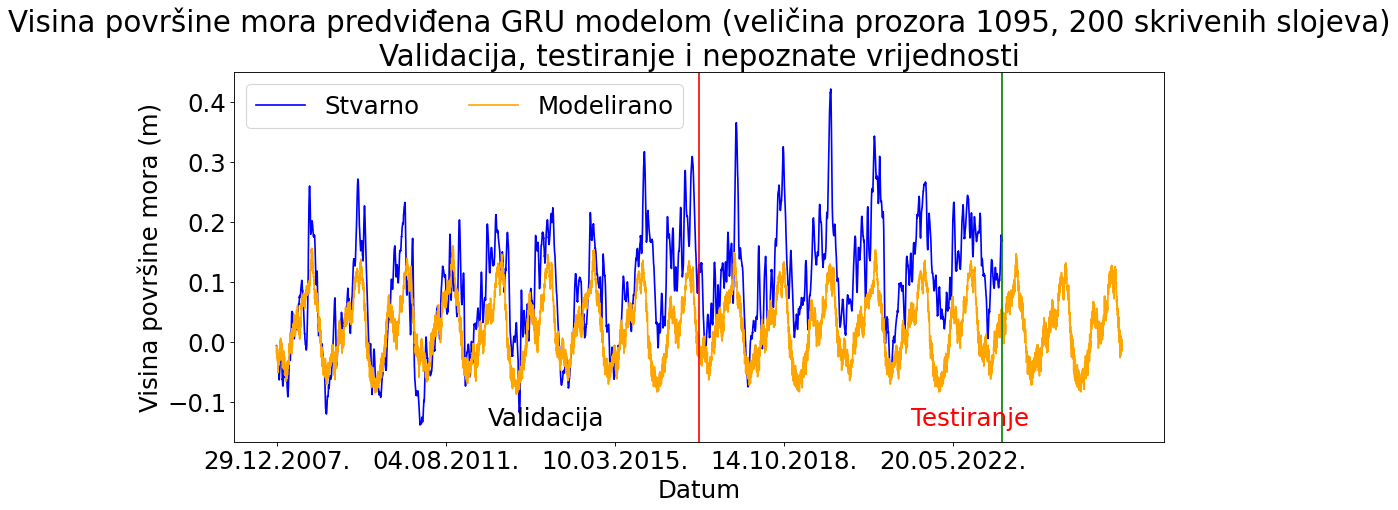 Visina površine mora predviđena GRU modelom (veličina prozora 1095, 200 skrivenih slojeva)
Validacija, testiranje i nepoznate vrijednosti
Stvarno
Modelirano
Visina površine mora (m)
0.4
0.3
0.2
0.1
0.0
−0.1
Validacija
Testiranje
29.12.2007.
04.08.2011.
10.03.2015.
14.10.2018.
20.05.2022.
Datum